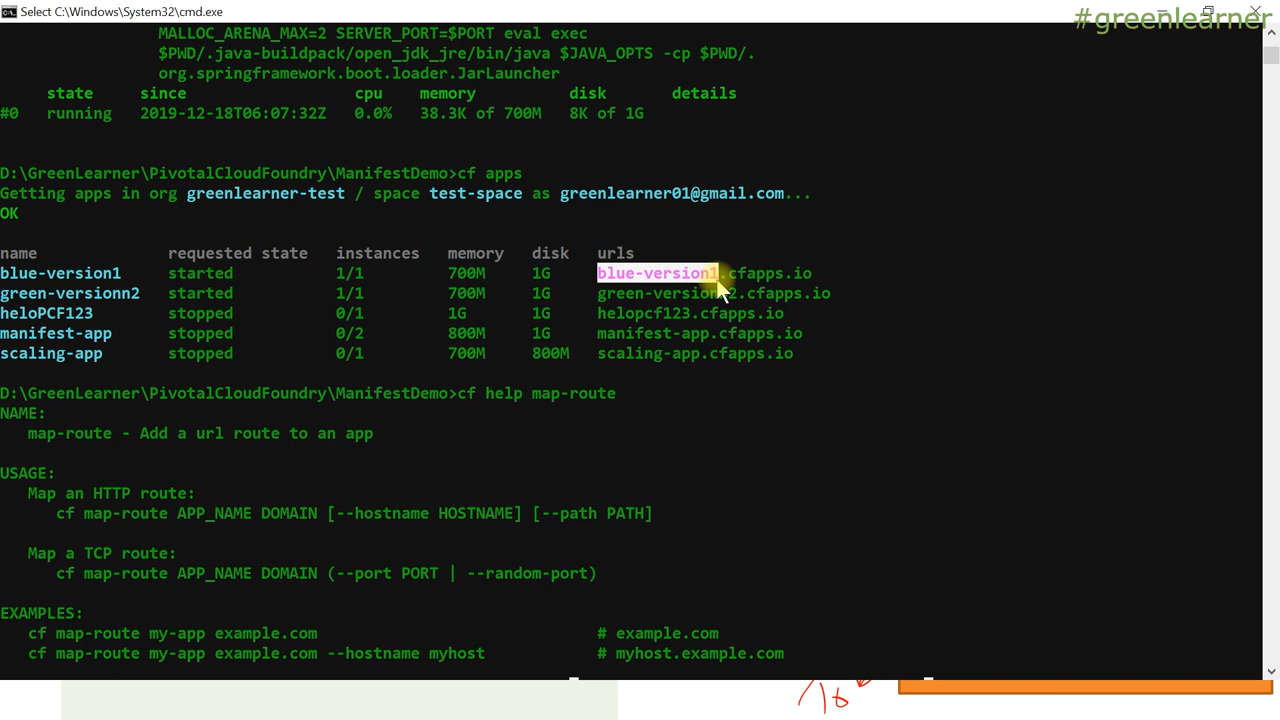 Select C:\Windows\System32\cmd.exe
#greenlearner
MALLOC_ARENA_MAX=2 SERVER_PORT=$PORT eval exec
$PWD/.java-buildpack/open_jdk_jre/bin/java $JAVA_OPTS -cp $PWD/.
org.springframework.boot.loader.JarLauncher
state since cpu memory disk details
#0 running 2019-12-18T06:07:32Z 0.0% 38.3K of 700M 8K of 1G
D:\GreenLearner\PivotalCloudFoundry\ManifestDemo>cf apps
Getting apps in org greenlearner-test / space test-space as greenlearner01@gmail.com...
OK
name requested state instances memory disk urls
blue-version1 started 1/1 700M 1G blue-version1.cfapps.io
green-versionn2 started 1/1 700M 1G green-versionn2.cfapps.io
heloPCF123 stopped 0/1 1G 1G helopcf123.cfapps.io
manifest-app stopped 0/2 800M 1G manifest-app.cfapps.io
scaling-app stopped 0/1 700M 800M scaling-app.cfapps.io
D:\GreenLearner\PivotalCloudFoundry\ManifestDemo>cf help map-route
NAME:
map-route - Add a url route to an app
USAGE:
Map an HTTP route:
cf map-route APP_NAME DOMAIN [--hostname HOSTNAME] [--path PATH]
Map a TCP route:
cf map-route APP_NAME DOMAIN (--port PORT | --random-port)
EXAMPLES:
cf map-route my-app example.com # example.com
cf map-route my-app example.com --hostname myhost # myhost.example.com